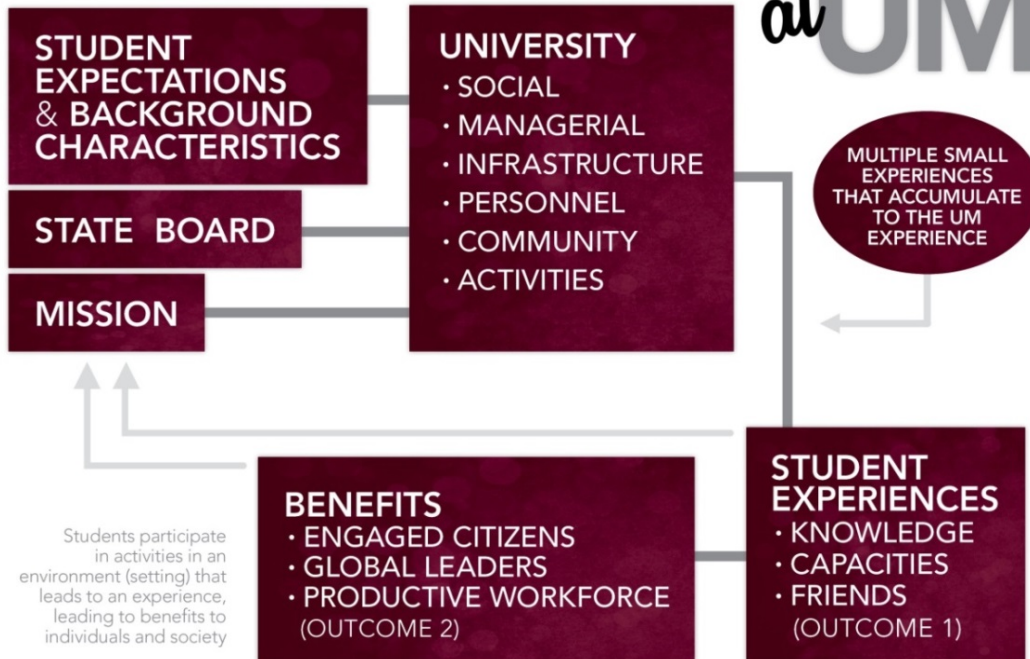 at UM
STUDENT
EXPECTATIONS
& BACKGROUND
CHARACTERISTICS
STATE BOARD
MISSION
UNIVERSITY
· SOCIAL
· MANAGERIAL
· INFRASTRUCTURE
· PERSONNEL
· COMMUNITY
· ACTIVITIES
MULTIPLE SMALL
EXPERIENCES
THAT ACCUMULATE
TO THE UM
EXPERIENCE
STUDENT
EXPERIENCES
· KNOWLEDGE
· CAPACITIES
· FRIENDS
(OUTCOME 1)
BENEFITS
· ENGAGED CITIZENS
· GLOBAL LEADERS
· PRODUCTIVE WORKFORCE
(OUTCOME 2)
Students participate
in activities in an
environment (setting) that
leads to an experience,
leading to benefits to
individuals and society